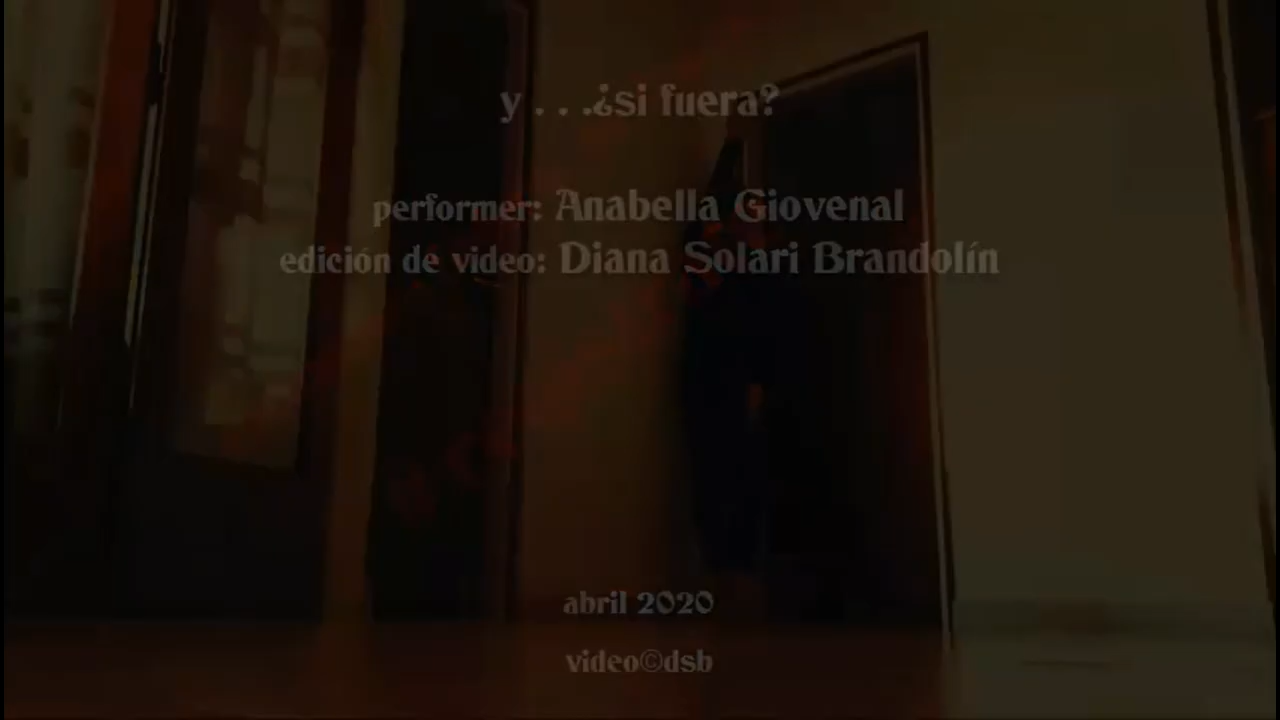 y . . .¿si fuera?
performer: Anabella Giovenal
edición de video: Diana Solari Brandolín
abril 2020
video©dsb